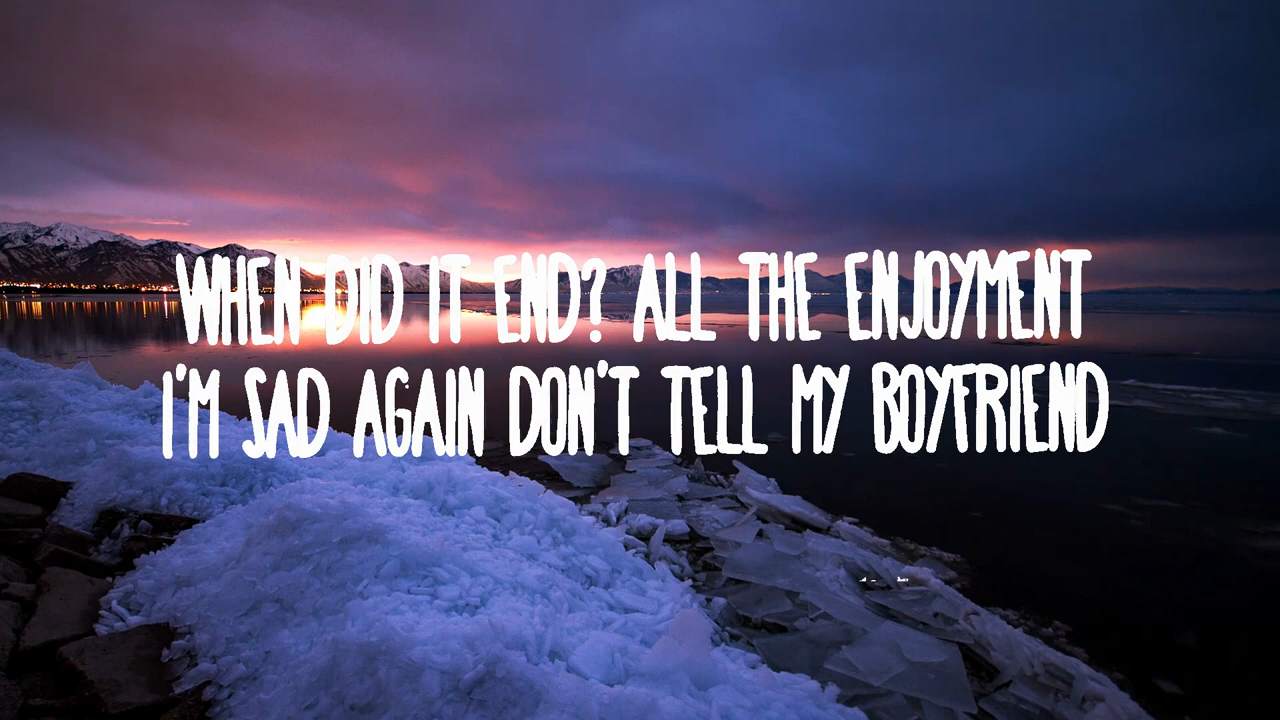 WHEN DID IT END? ALL THE ENJOYMENT
I'M SAD AGAIN DON'T TELL MY BOYFRIEND